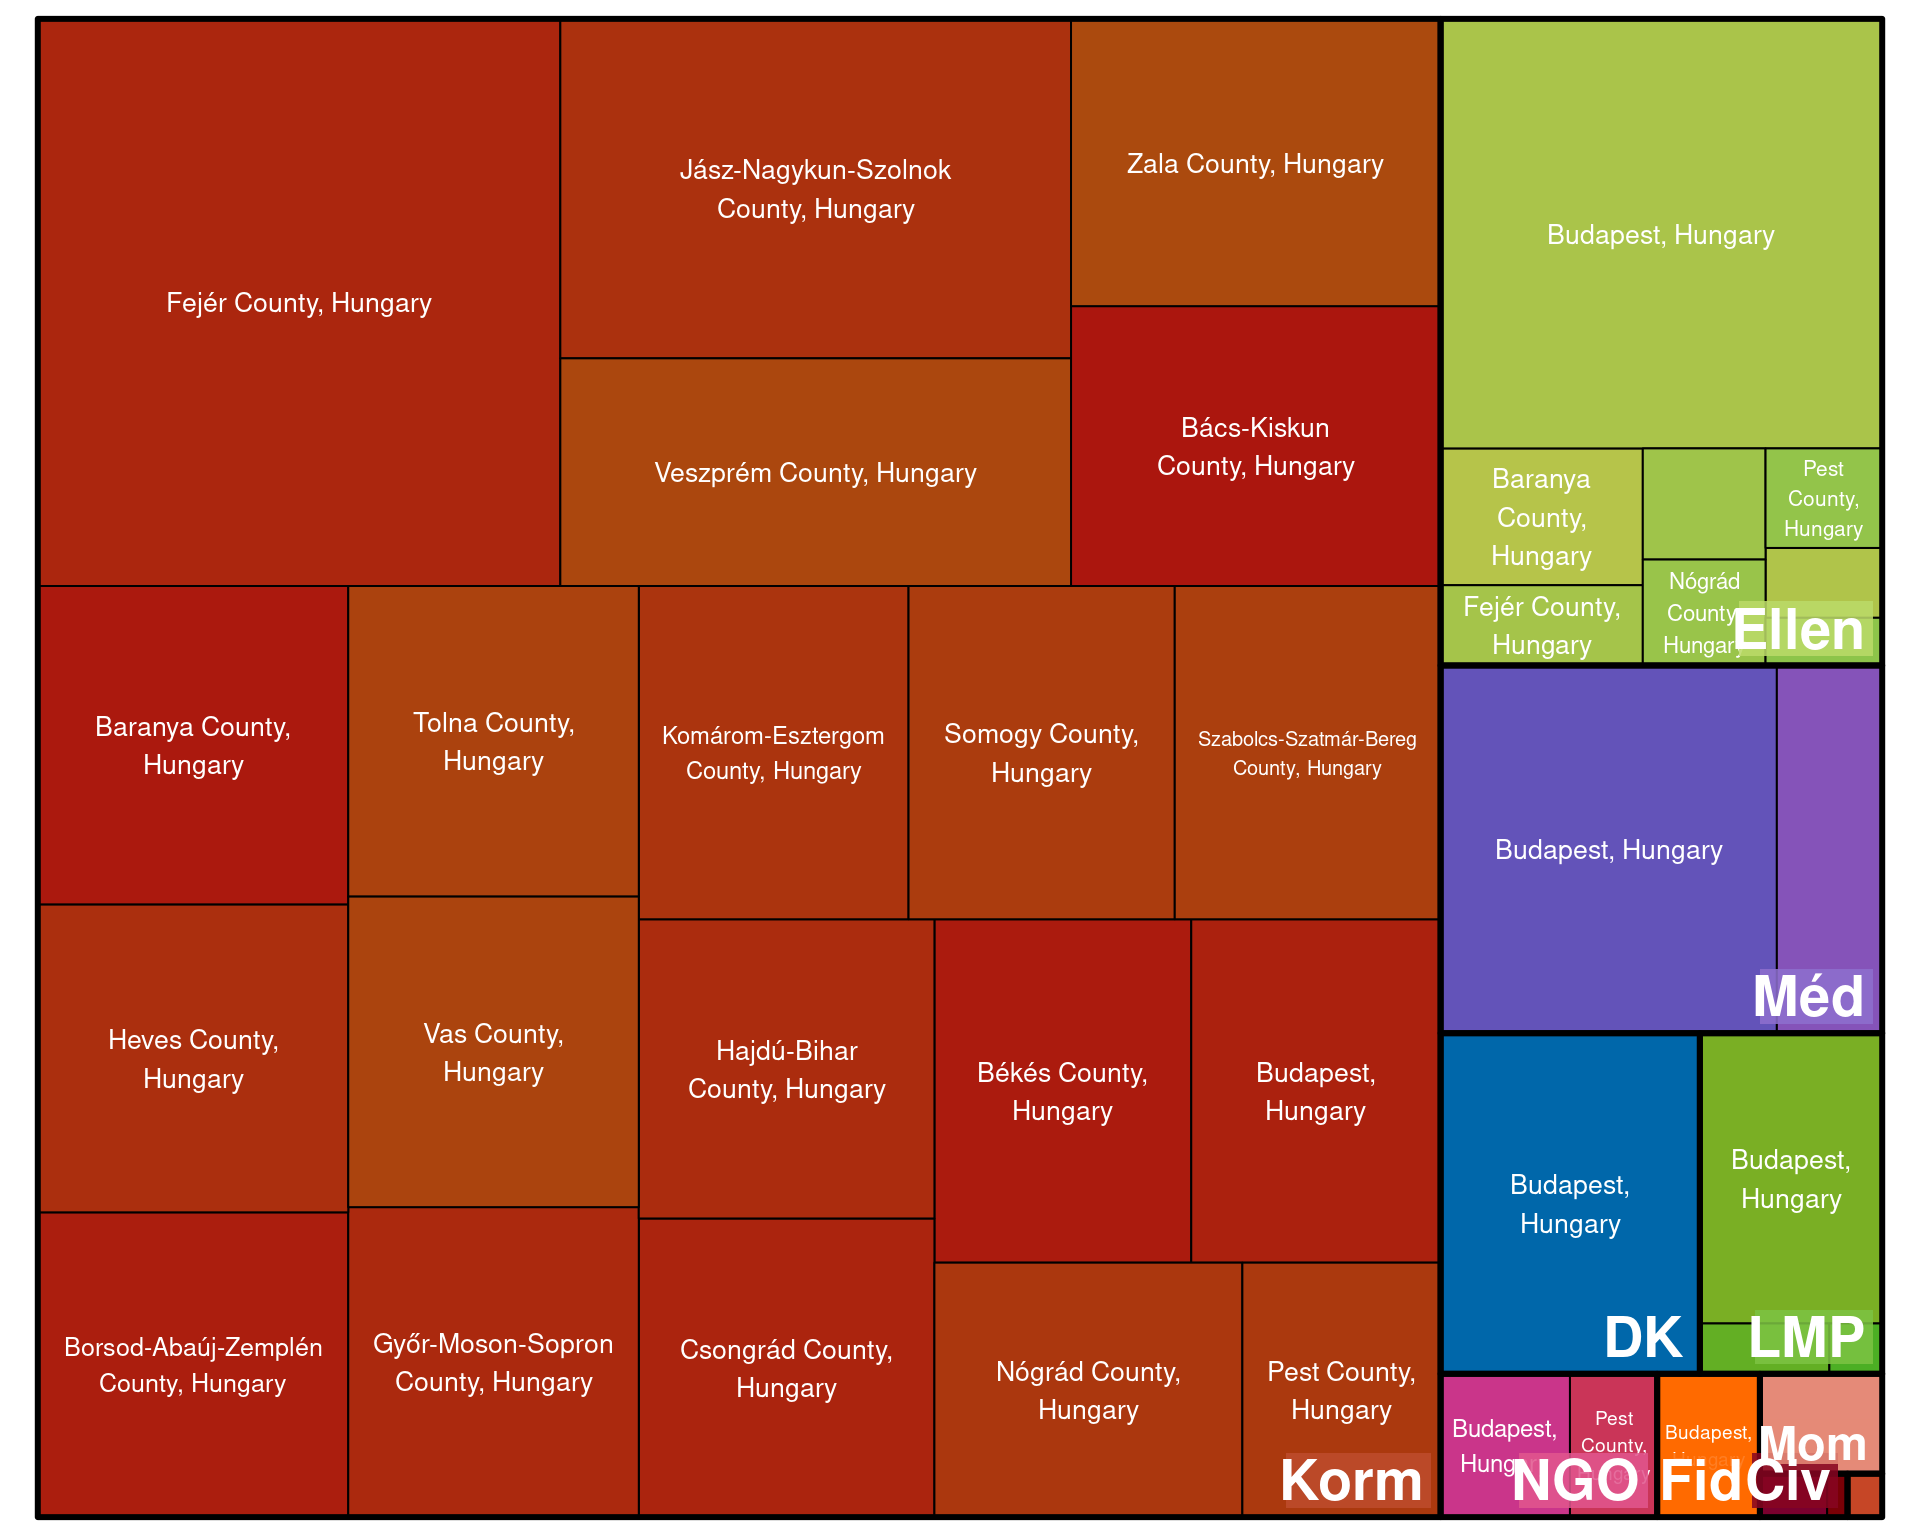 Fejér County, Hungary
Jász-Nagykun-Szolnok
County, Hungary
Zala County, Hungary
Veszprém County, Hungary
Bács-Kiskun
County, Hungary
Baranya County,
Hungary
Tolna County,
Hungary
Komárom-Esztergom
County, Hungary
Somogy County,
Hungary
Szabolcs-Szatmár-Bereg
County, Hungary
Heves County,
Hungary
Vas County,
Hungary
Hajdú-Bihar
County, Hungary
Békés County,
Hungary
Budapest,
Hungary
Borsod-Abaúj-Zemplén
County, Hungary
Győr-Moson-Sopron
County, Hungary
Csongrád County,
Hungary
Nógrád County,
Hungary
Pest County,
Hungary
Korm
Budapest, Hungary
Baranya
County,
Hungary
Pest
County,
Hungary
Fejér County,
Hungary
Nógrád
County,
Hungary
Ellen
Budapest, Hungary
Méd
Budapest,
Hungary
DK
Budapest,
Hungary
LMP
Budapest,
Hungary
Pest
County,
Hungary
NGO
Budapest,
Hungary
Fid
Mom
Civ